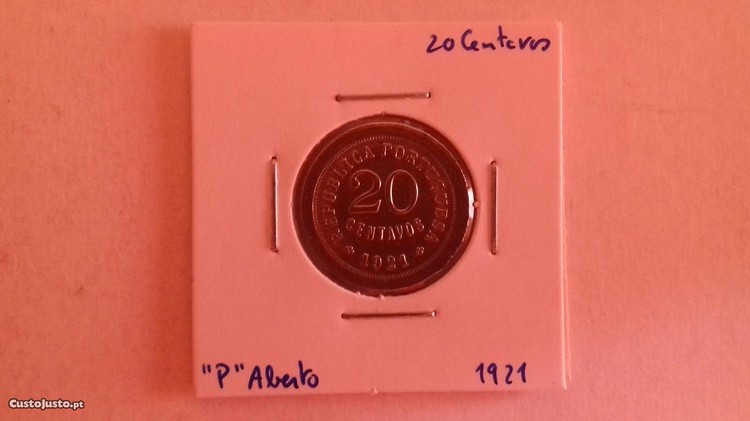 20 Centavos
REPUBLICA PORTUGUESA
20
CENTAVOS
* 1921 *
"P" Aberto
1921
CustoJusto.pt